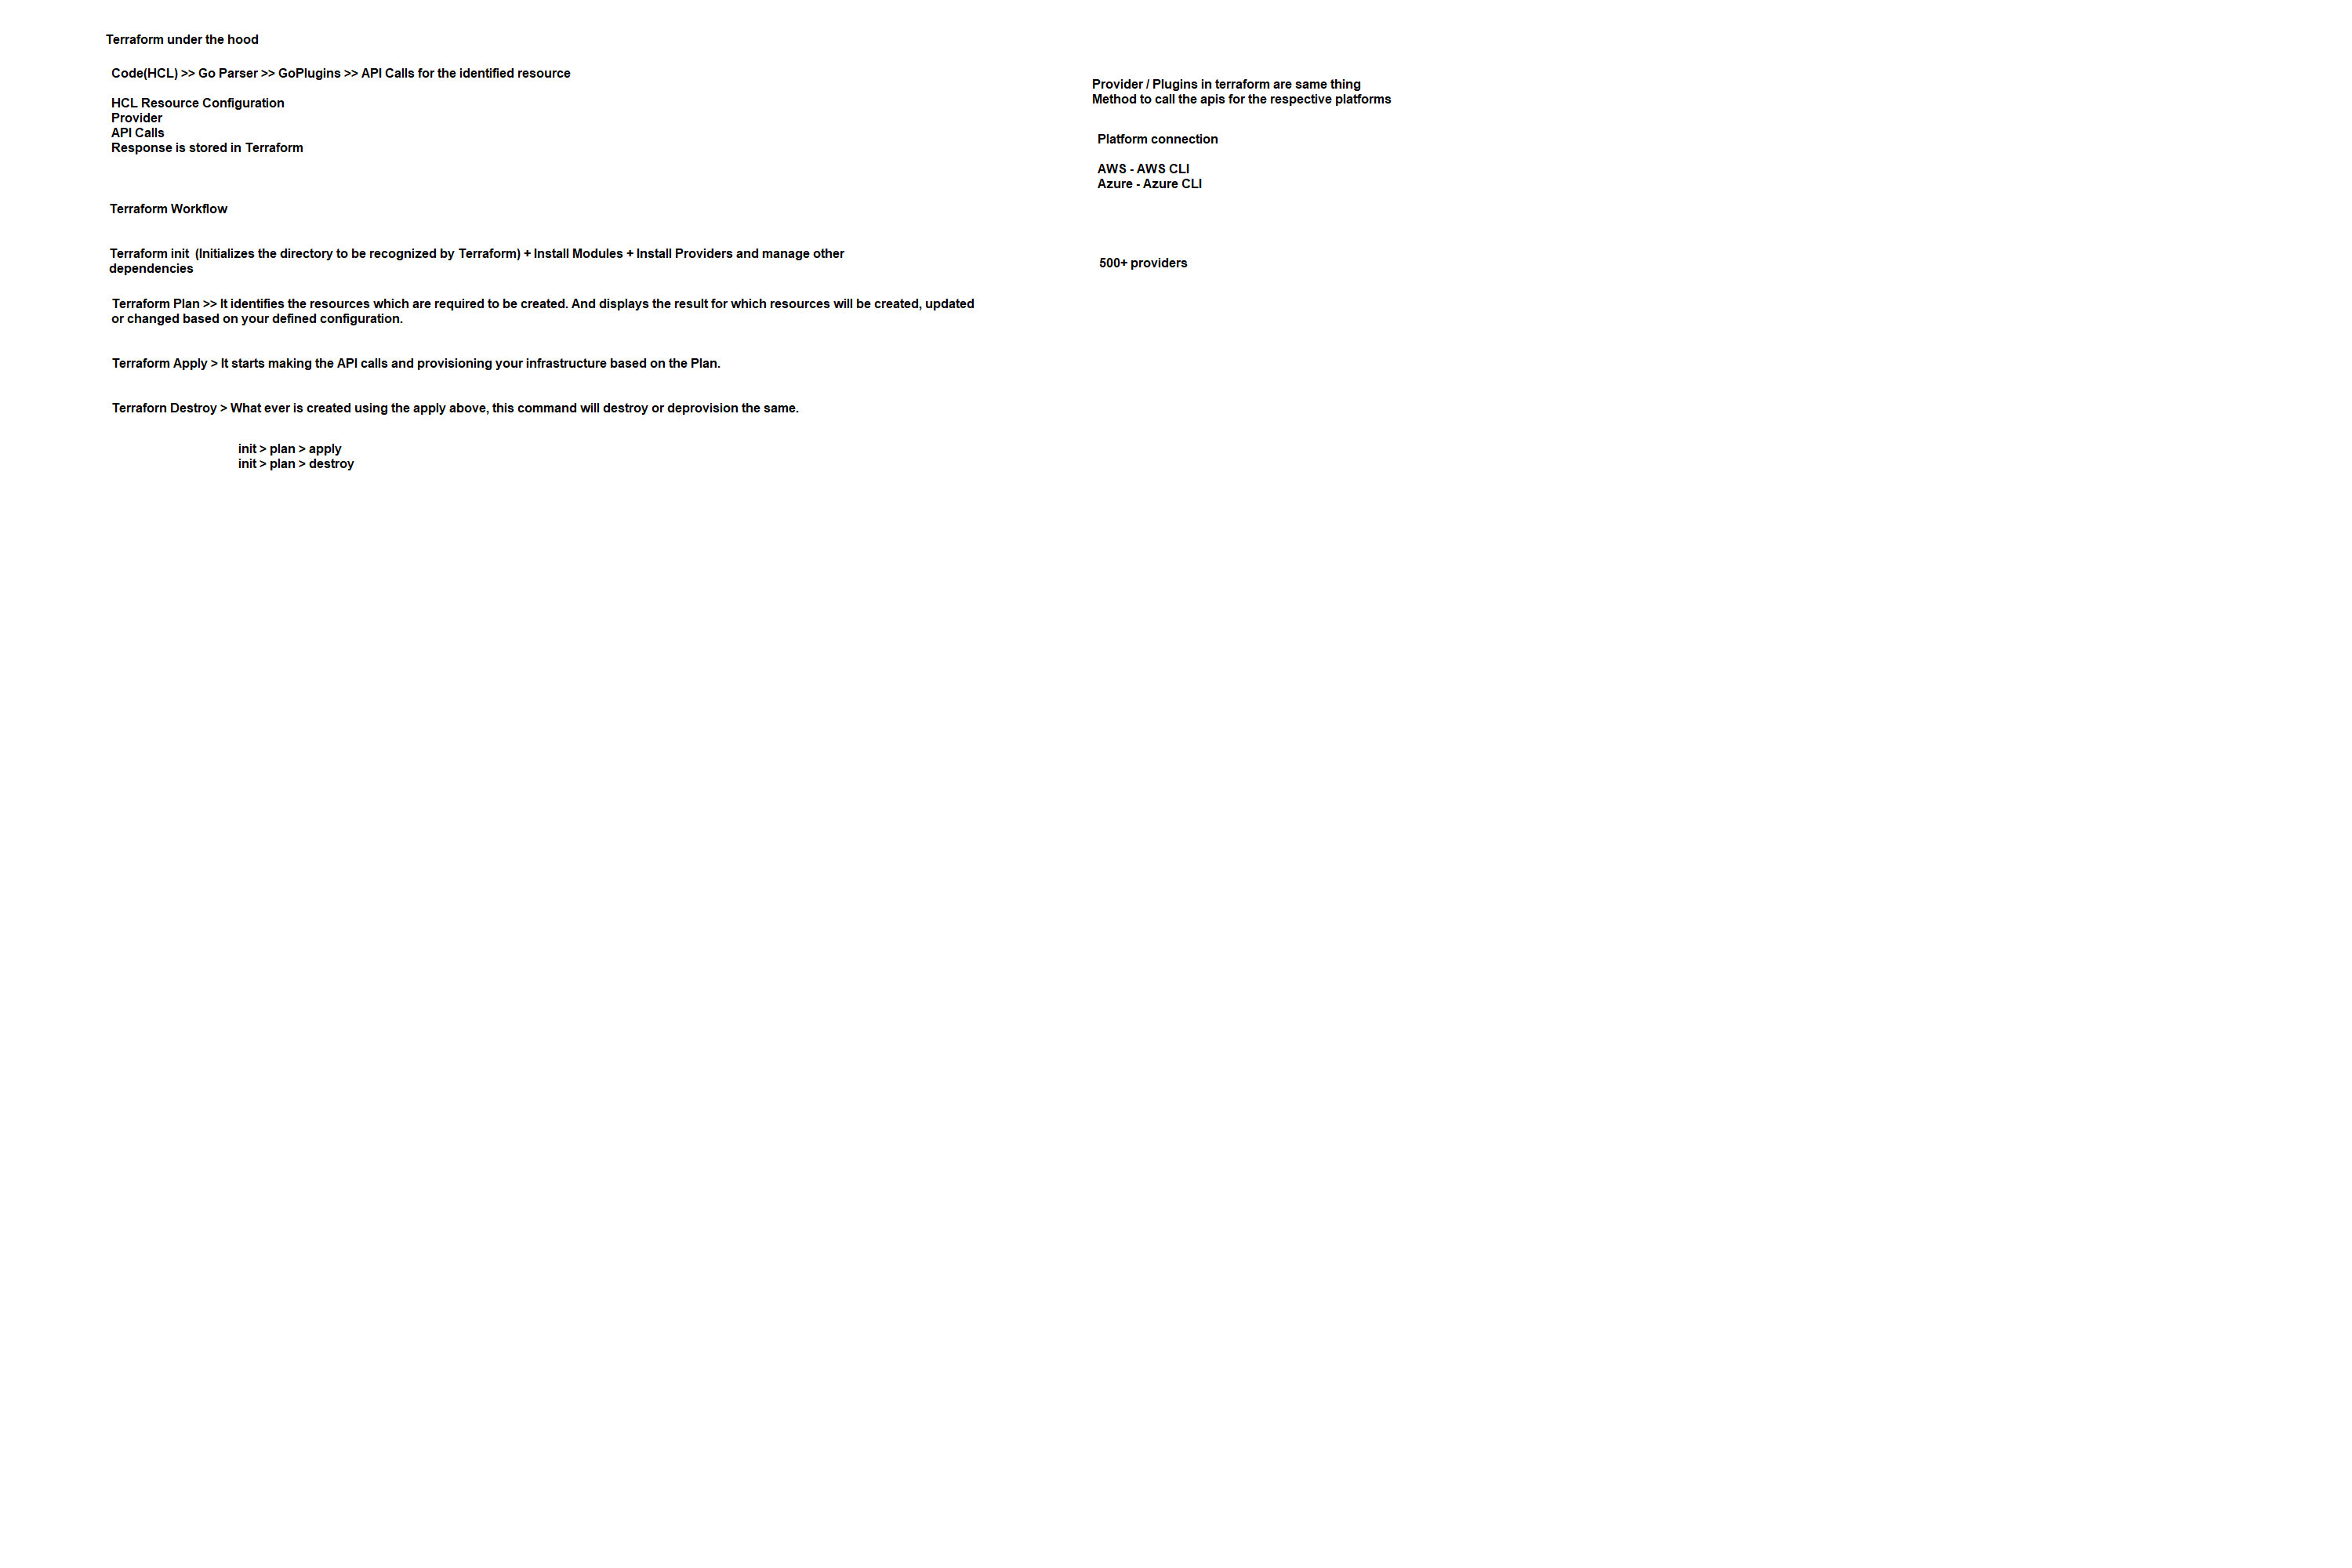 Terraform under the hood
Code(HCL) >> Go Parser >> GoPlugins >> API Calls for the identified resource
HCL Resource Configuration
Provider
API Calls
Response is stored in Terraform
Terraform Workflow
Terraform init  (Initializes the directory to be recognized by Terraform) + Install Modules + Install Providers and manage other
dependencies
Terraform Plan >> It identifies the resources which are required to be created. And displays the result for which resources will be created, updated
or changed based on your defined configuration.
Terraform Apply > It starts making the API calls and provisioning your infrastructure based on the Plan.
Terraforn Destroy > What ever is created using the apply above, this command will destroy or deprovision the same.
init > plan > apply
init > plan > destroy
Provider / Plugins in terraform are same thing
Method to call the apis for the respective platforms
Platform connection
AWS - AWS CLI
Azure - Azure CLI
500+ providers